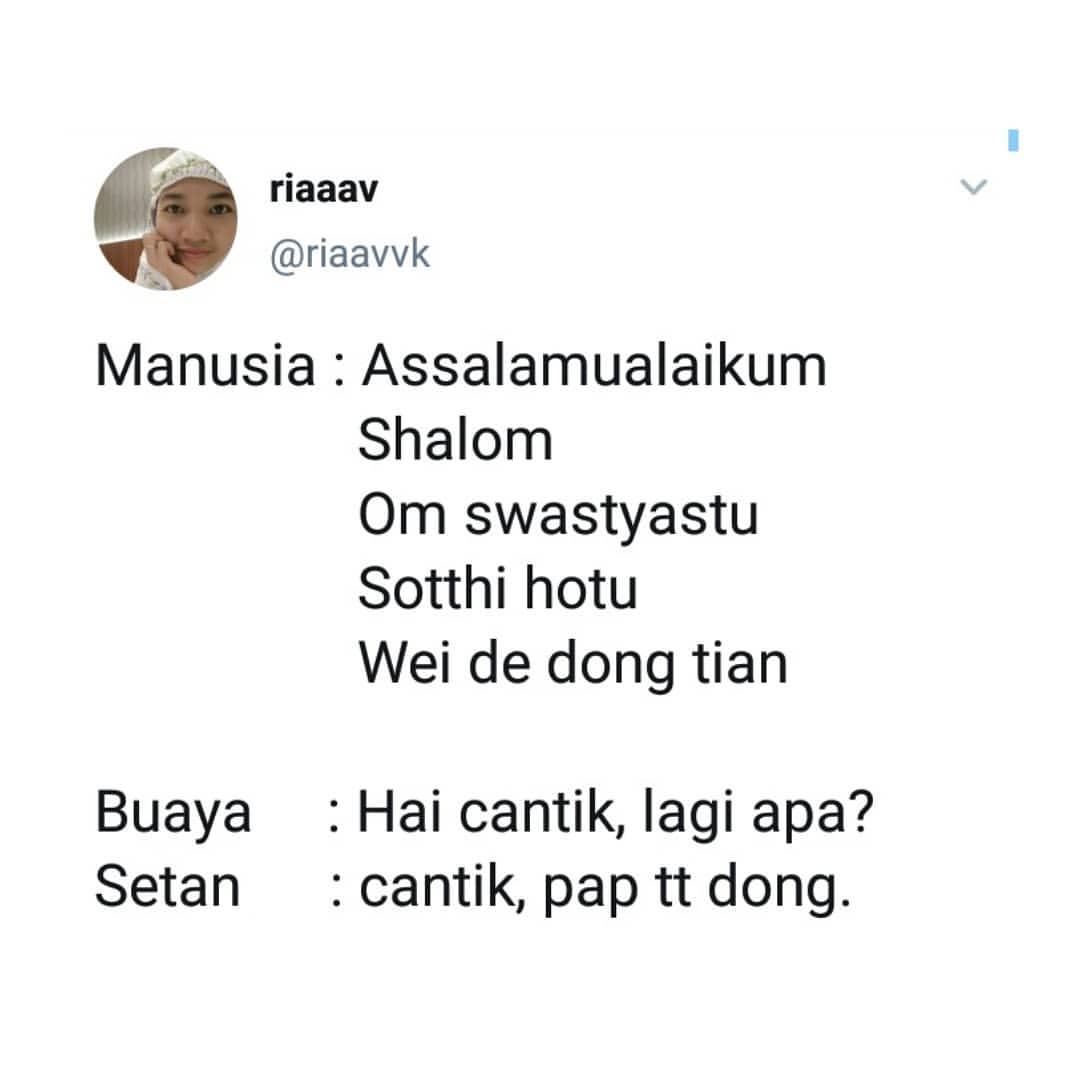 riaaav
@riaavvk
Manusia : Assalamualaikum
Shalom
Om swastyastu
Sotthi hotu
Wei de dong tian
Buaya : Hai cantik, lagi apa?
Setan : cantik, pap tt dong.